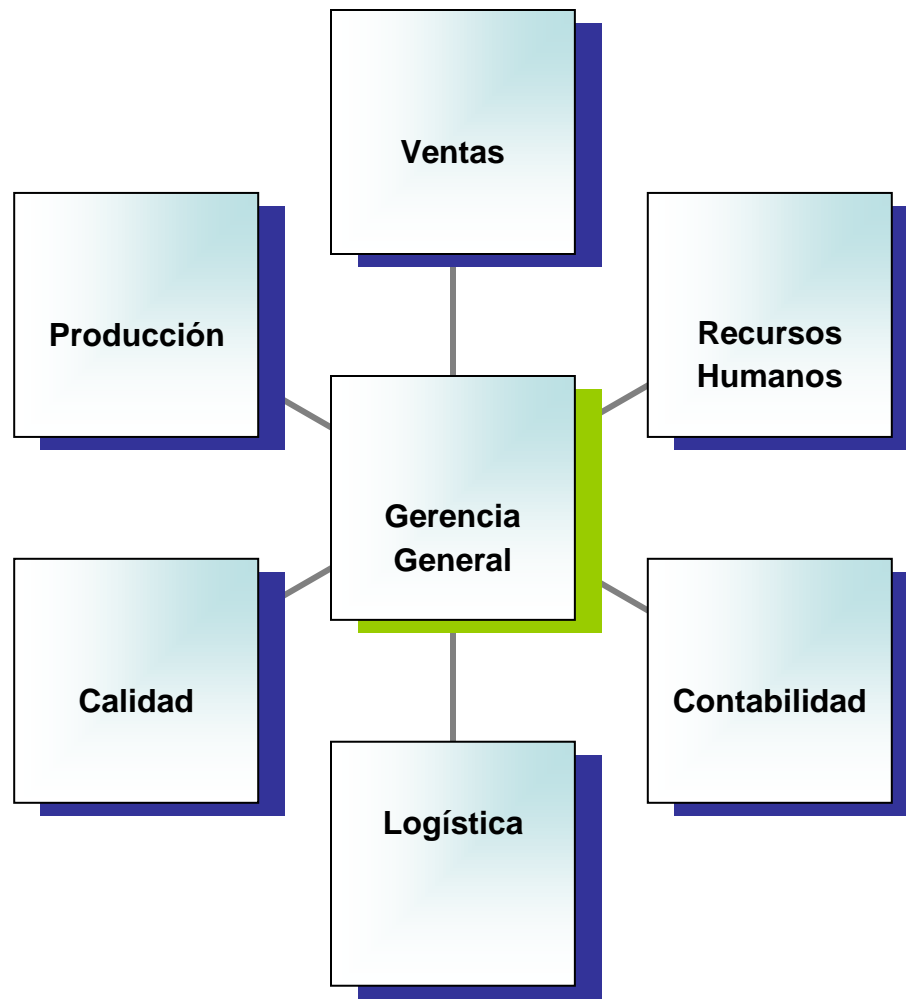 Ventas
Producción
Recursos
Humanos
Gerencia
General
Calidad
Contabilidad
Logística